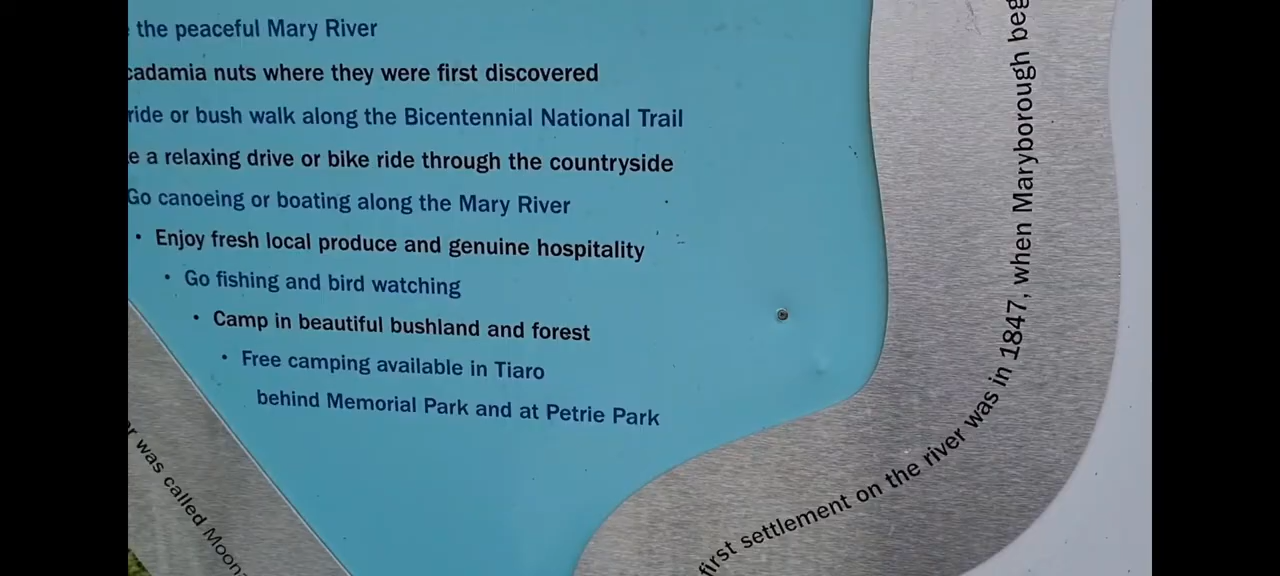 the peaceful Mary River
cadamia nuts where they were first discovered
ride or bush walk along the Bicentennial National Trail
e a relaxing drive or bike ride through the countryside
Go canoeing or boating along the Mary River
• Enjoy fresh local produce and genuine hospitality
• Go fishing and bird watching
• Camp in beautiful bushland and forest
• Free camping available in Tiaro
behind Memorial Park and at Petrie Park
r was called Moon
first settlement on the river was in 1847, when Maryborough beg